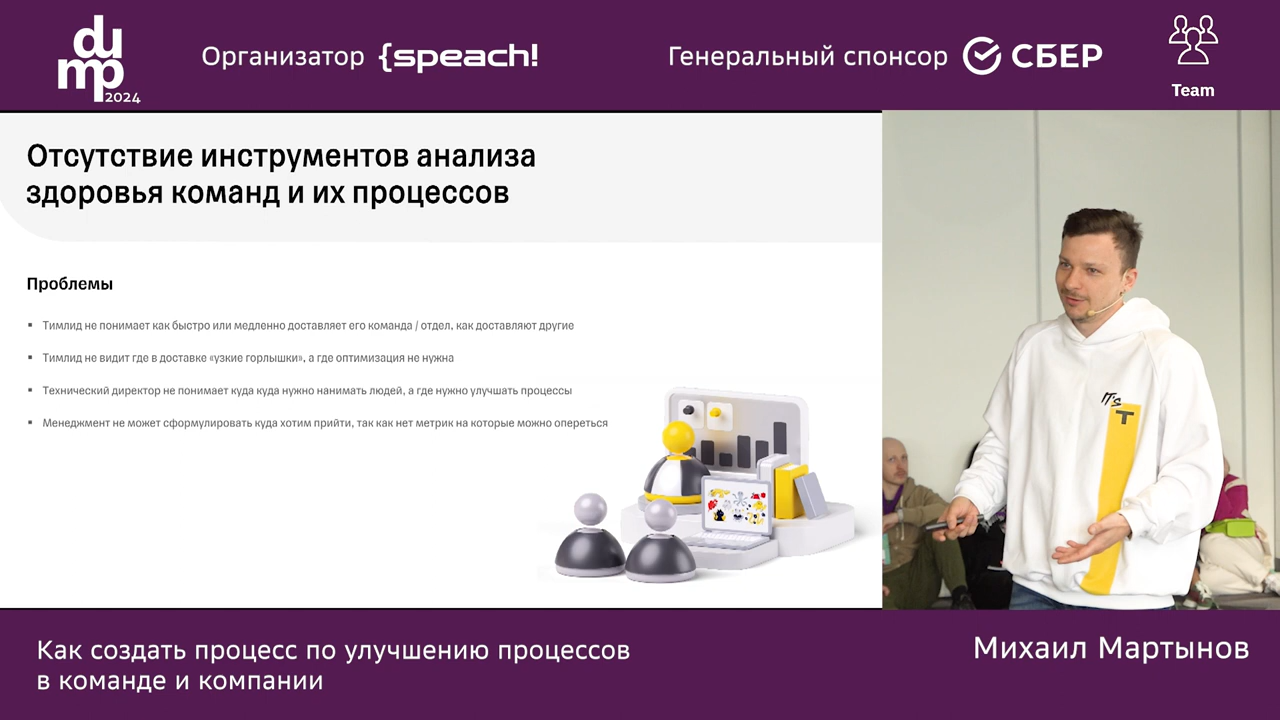 dump
2024
Организатор {speach!
Генеральный спонсор СБЕР
Team
Отсутствие инструментов анализа
здоровья команд и их процессов
Проблемы
▪ Тимлид не понимает как быстро или медленно доставляет его команда / отдел, как доставляют другие
▪ Тимлид не видит где в доставке «узкие горлышки», а где оптимизация не нужна
▪ Технический директор не понимает куда куда нужно нанимать людей, а где нужно улучшать процессы
▪ Менеджмент не может сформулировать куда хотим прийти, так как нет метрик на которые можно опереться
IT'S
T
Как создать процесс по улучшению процессов
в команде и компании
Михаил Мартынов